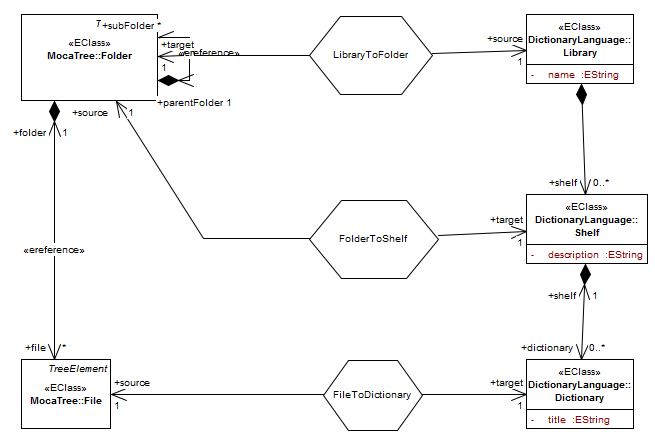 T
+subFolder *
«EClass»
MocaTree::Folder
+target
«ereference»
1
+parentFolder 1
LibraryToFolder
+source
1
«EClass»
DictionaryLanguage::
Library
- name :EString
+folder
1
+source
1
+shelf
0..*
«EClass»
DictionaryLanguage::
Shelf
- description :EString
FolderToShelf
+target
1
«ereference»
+shelf
1
+file
*
+dictionary
0..*
TreeElement
«EClass»
MocaTree::File
+source
1
FileToDictionary
+target
1
«EClass»
DictionaryLanguage::
Dictionary
- title :EString